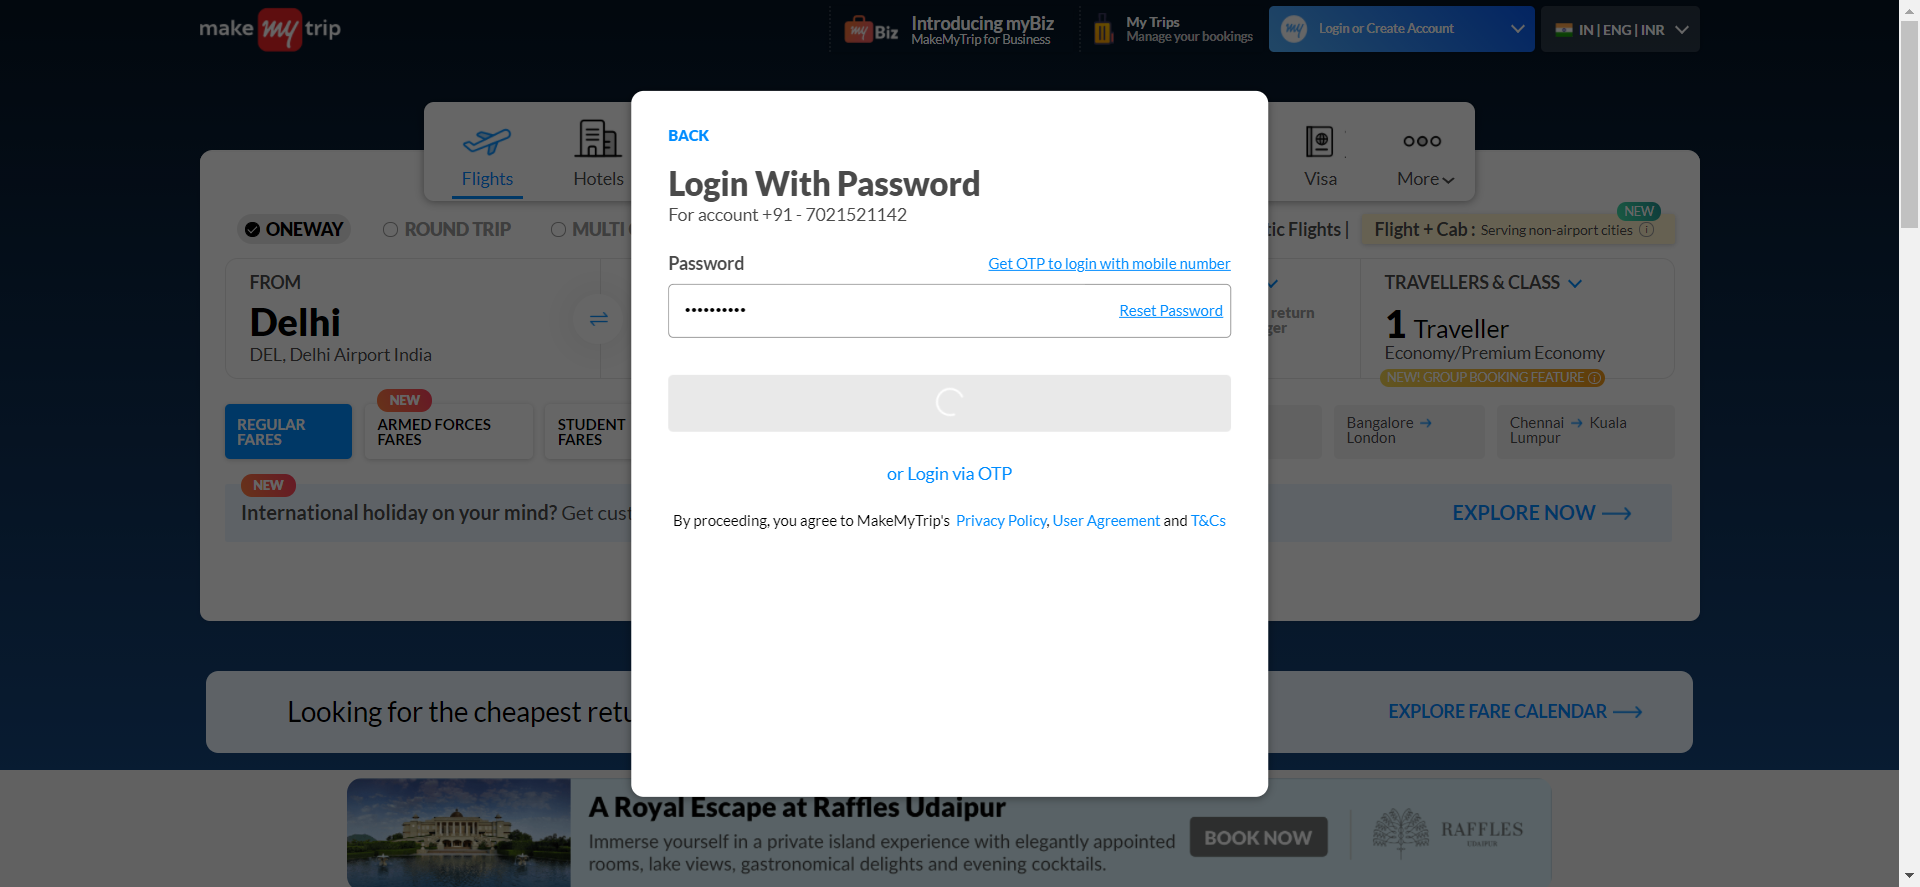 make my trip
my Biz
Introducing myBiz
MakeMyTrip for Business
My Trips
Manage your bookings
my
Login or Create Account
IN | ENG | INR
Flights
Hotels
Visa
More
ONEWAY
ROUND TRIP
MULTI
tic Flights |
Flight + Cab : Serving non-airport cities
NEW
FROM
Delhi
DEL, Delhi Airport India
return
ger
TRAVELLERS & CLASS
1 Traveller
Economy/Premium Economy
NEW! GROUP BOOKING FEATURE
REGULAR
FARES
NEW
ARMED FORCES
FARES
STUDENT
FARES
Bangalore → London
Chennai → Kuala Lumpur
NEW
International holiday on your mind? Get cust
EXPLORE NOW
Looking for the cheapest retu
EXPLORE FARE CALENDAR
BACK
Login With Password
For account +91 - 7021521142
Password
Get OTP to login with mobile number
••••••••••
Reset Password
or Login via OTP
By proceeding, you agree to MakeMyTrip's Privacy Policy, User Agreement and T&Cs
A Royal Escape at Raffles Udaipur
Immerse yourself in a private island experience with elegantly appointed
rooms, lake views, gastronomical delights and evening cocktails.
BOOK NOW
RAFFLES
UDAIPUR